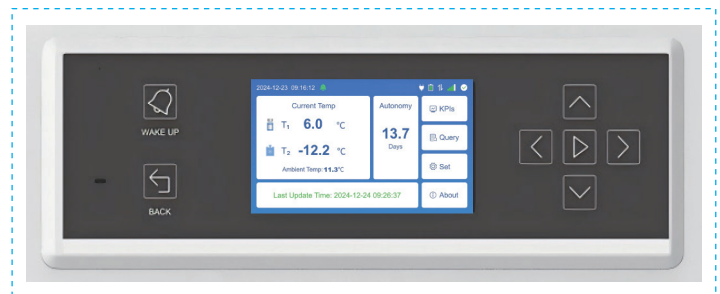 2024-12-23 09:16:12
WAKE UP
BACK
Current Temp
T₁ 6.0 °C
T₂ -12.2 °C
Ambient Temp:11.3°C
Autonomy
13.7
Days
KPIs
Query
Set
About
Last Update Time: 2024-12-24 09:26:37